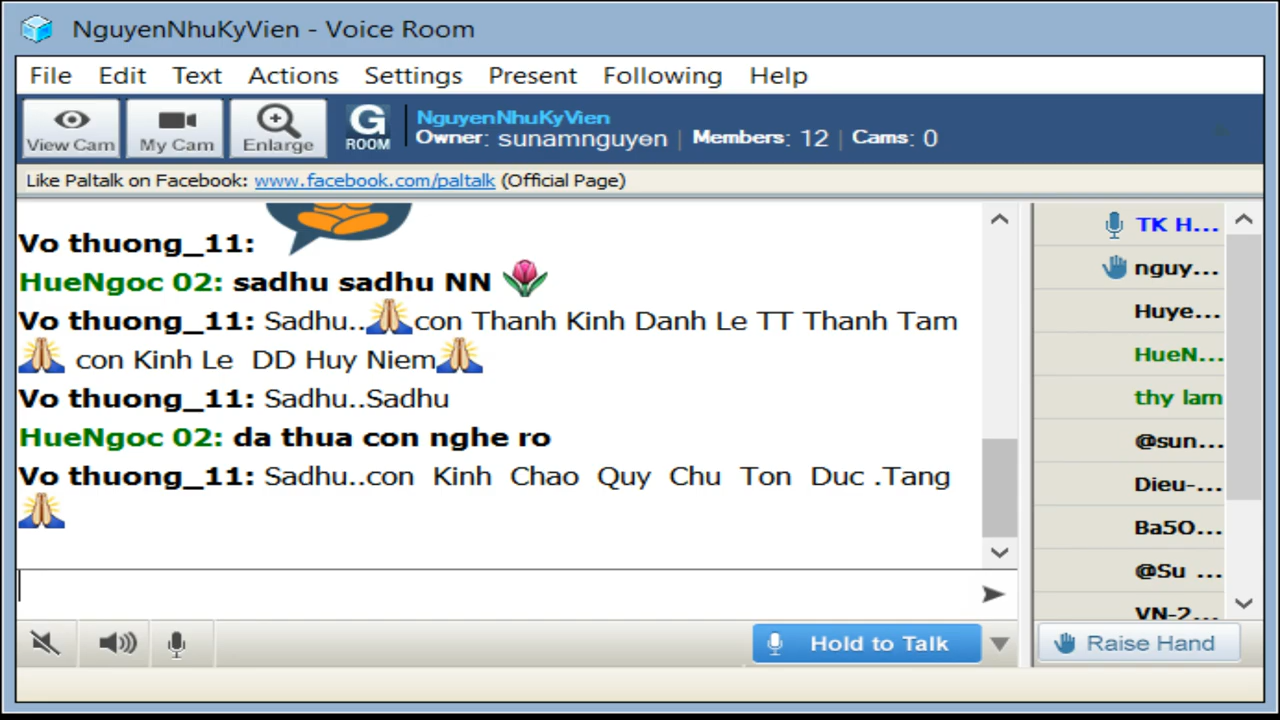 NguyenNhuKyVien - Voice Room
File Edit Text Actions Settings Present Following Help
View Cam
My Cam
Enlarge
G ROOM
NguyenNhuKyVien
Owner: sunamnguyen | Members: 12 | Cams: 0
Like Paltalk on Facebook: www.facebook.com/paltalk (Official Page)
Vo thuong_11:
HueNgoc 02: sadhu sadhu NN
Vo thuong_11: Sadhu..con Thanh Kinh Danh Le TT Thanh Tam
con Kinh Le DD Huy Niem
Vo thuong_11: Sadhu..Sadhu
HueNgoc 02: da thua con nghe ro
Vo thuong_11: Sadhu..con Kinh Chao Quy Chu Ton Duc .Tang
TK H...
nguy...
Huye...
HueN...
thy lam
@sun...
Dieu-...
Ba5O...
@Su ...
VN-2...
Hold to Talk
Raise Hand